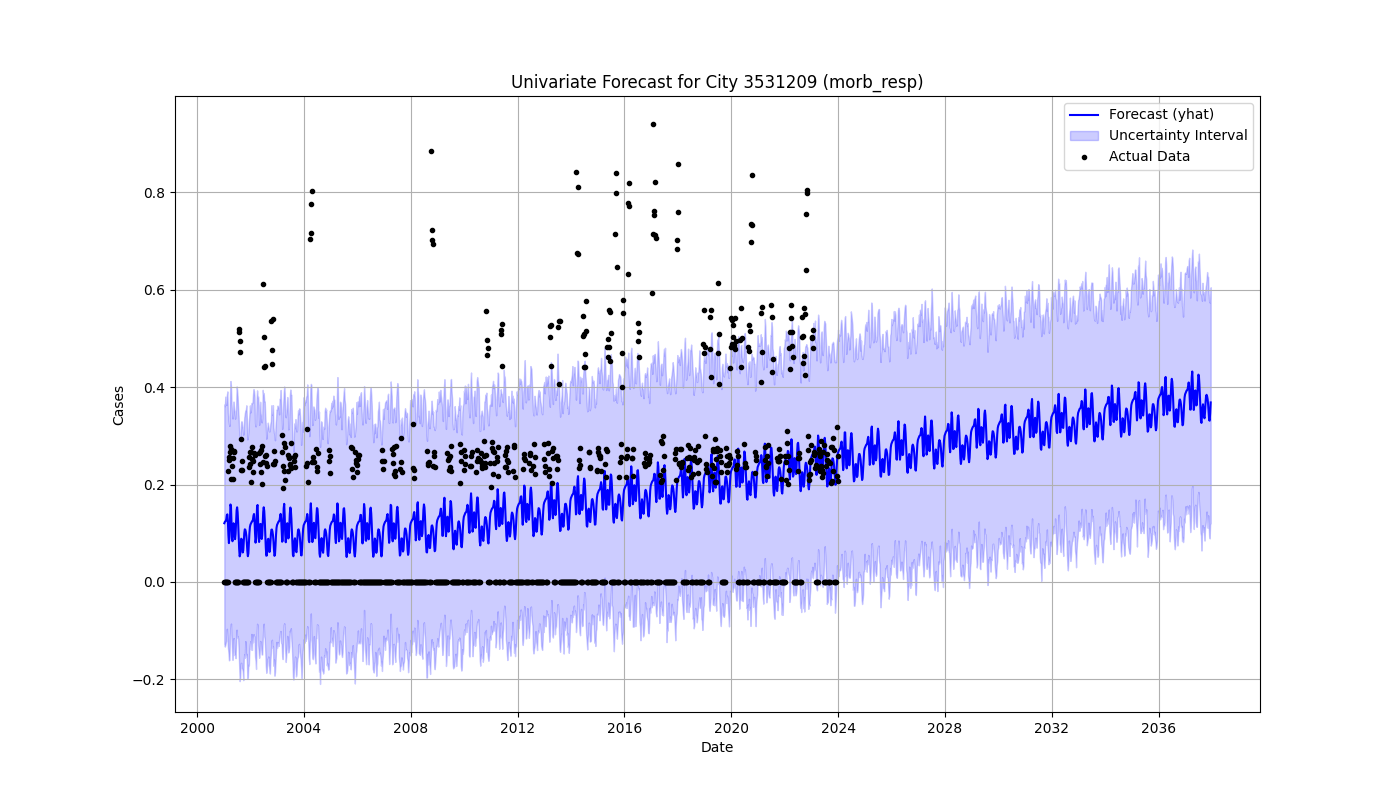 Univariate Forecast for City 3531209 (morb_resp)
Forecast (yhat)
Uncertainty Interval
Actual Data
Cases
0.8
0.6
0.4
0.2
0.0
−0.2
2000 2004 2008 2012 2016 2020 2024 2028 2032 2036
Date